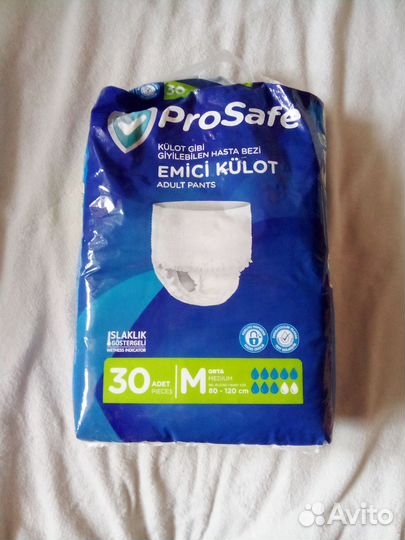 30
ProSafe
KÜLOT GİBİ
GİYİLEBİLEN HASTA BEZİ
EMİCİ KÜLOT
ADULT PANTS
ISLAKLIK
GÖSTERGELİ
WETNESS INDICATOR
30 ADET
PIECES
M ORTA
MEDIUM
80 - 120 cm
Avito